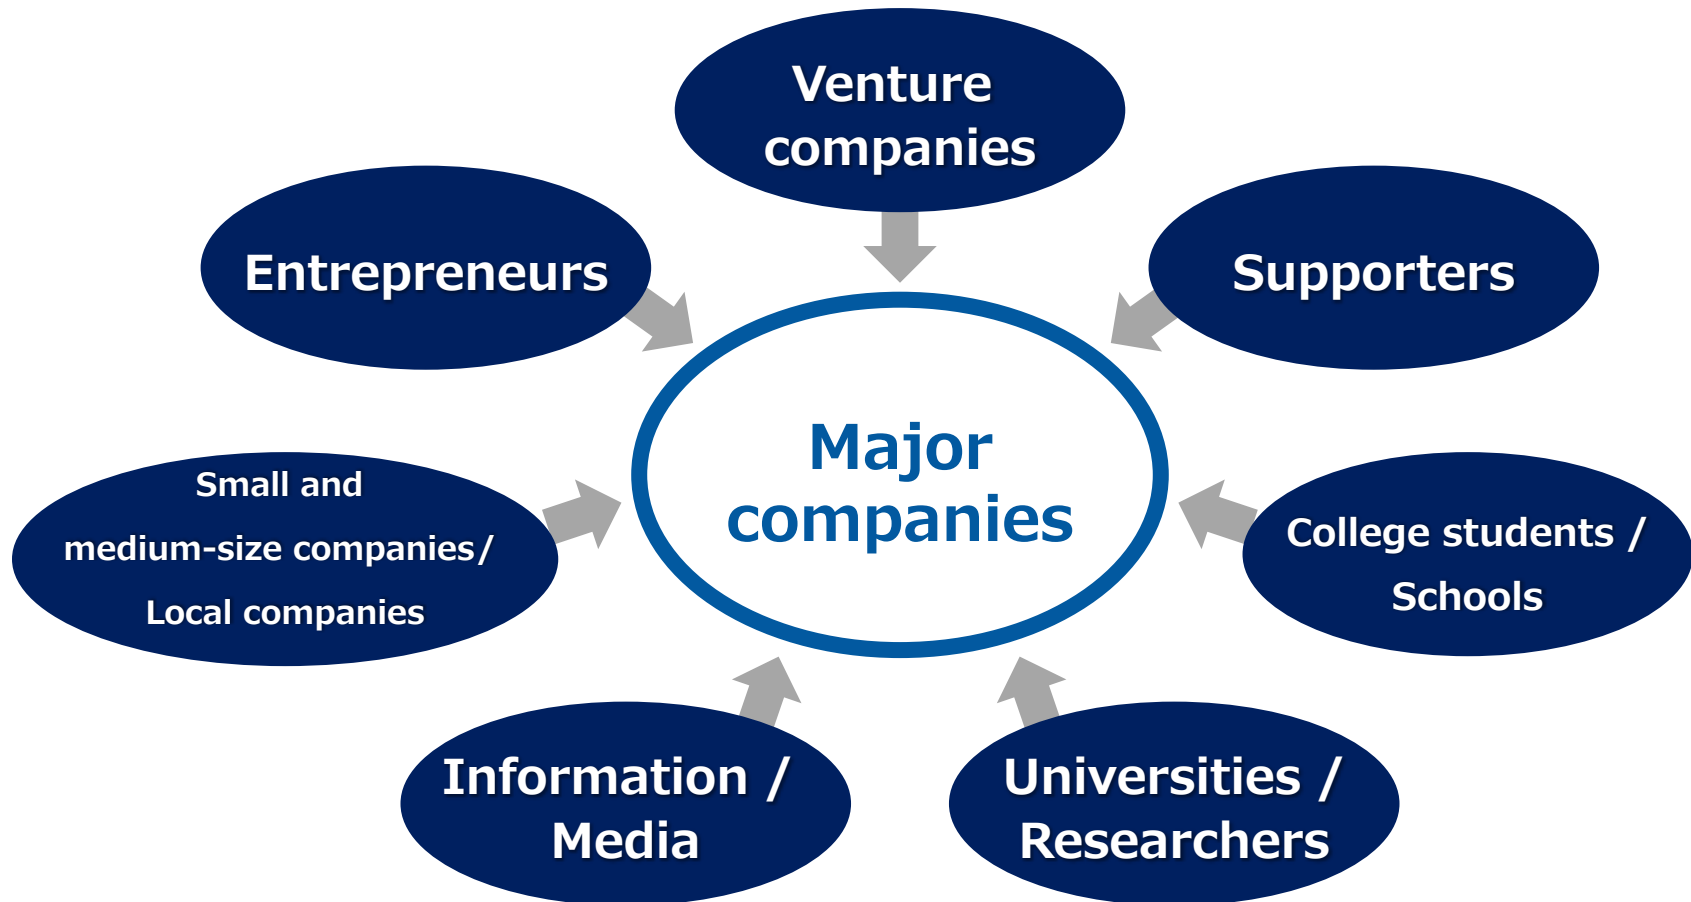 Venture
companies
Entrepreneurs
Supporters
Major
companies
Small and
medium-size companies/
Local companies
College students /
Schools
Information /
Media
Universities /
Researchers